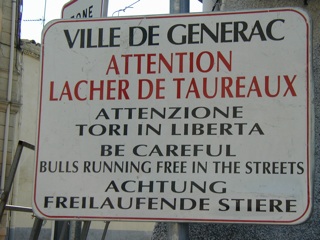 ZONE
VILLE DE GENERAC
ATTENTION
LACHER DE TAUREAUX
ATTENZIONE
TORI IN LIBERTA
BE CAREFUL
BULLS RUNNING FREE IN THE STREETS
ACHTUNG
FREILAUFENDE STIERE